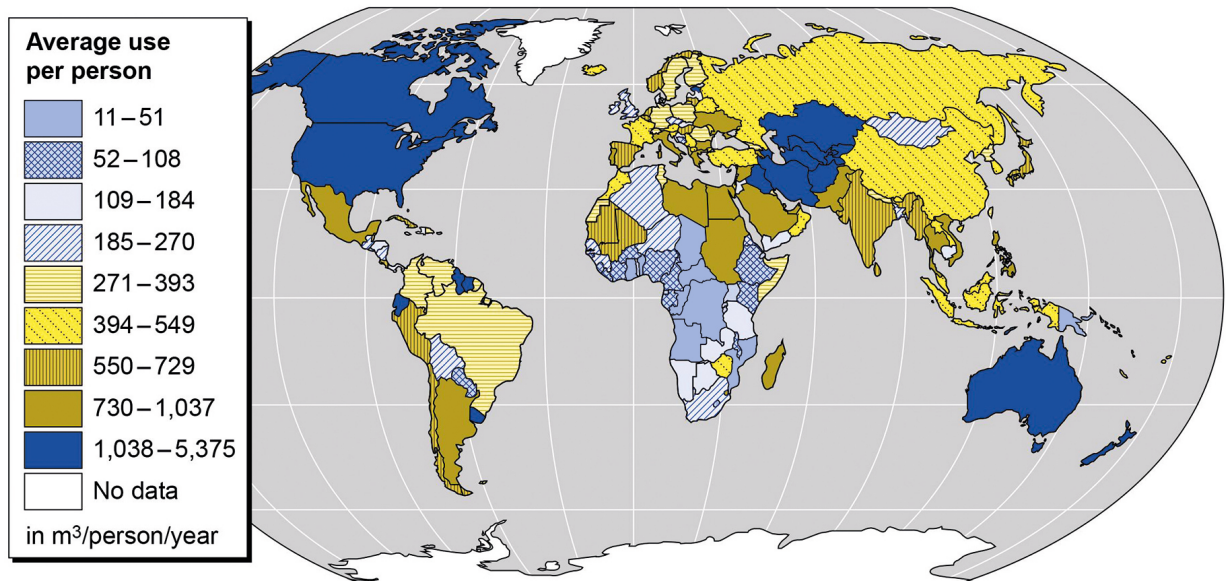 Average use
per person
11–51
52–108
109–184
185–270
271–393
394–549
550–729
730–1,037
1,038–5,375
No data
in m³/person/year